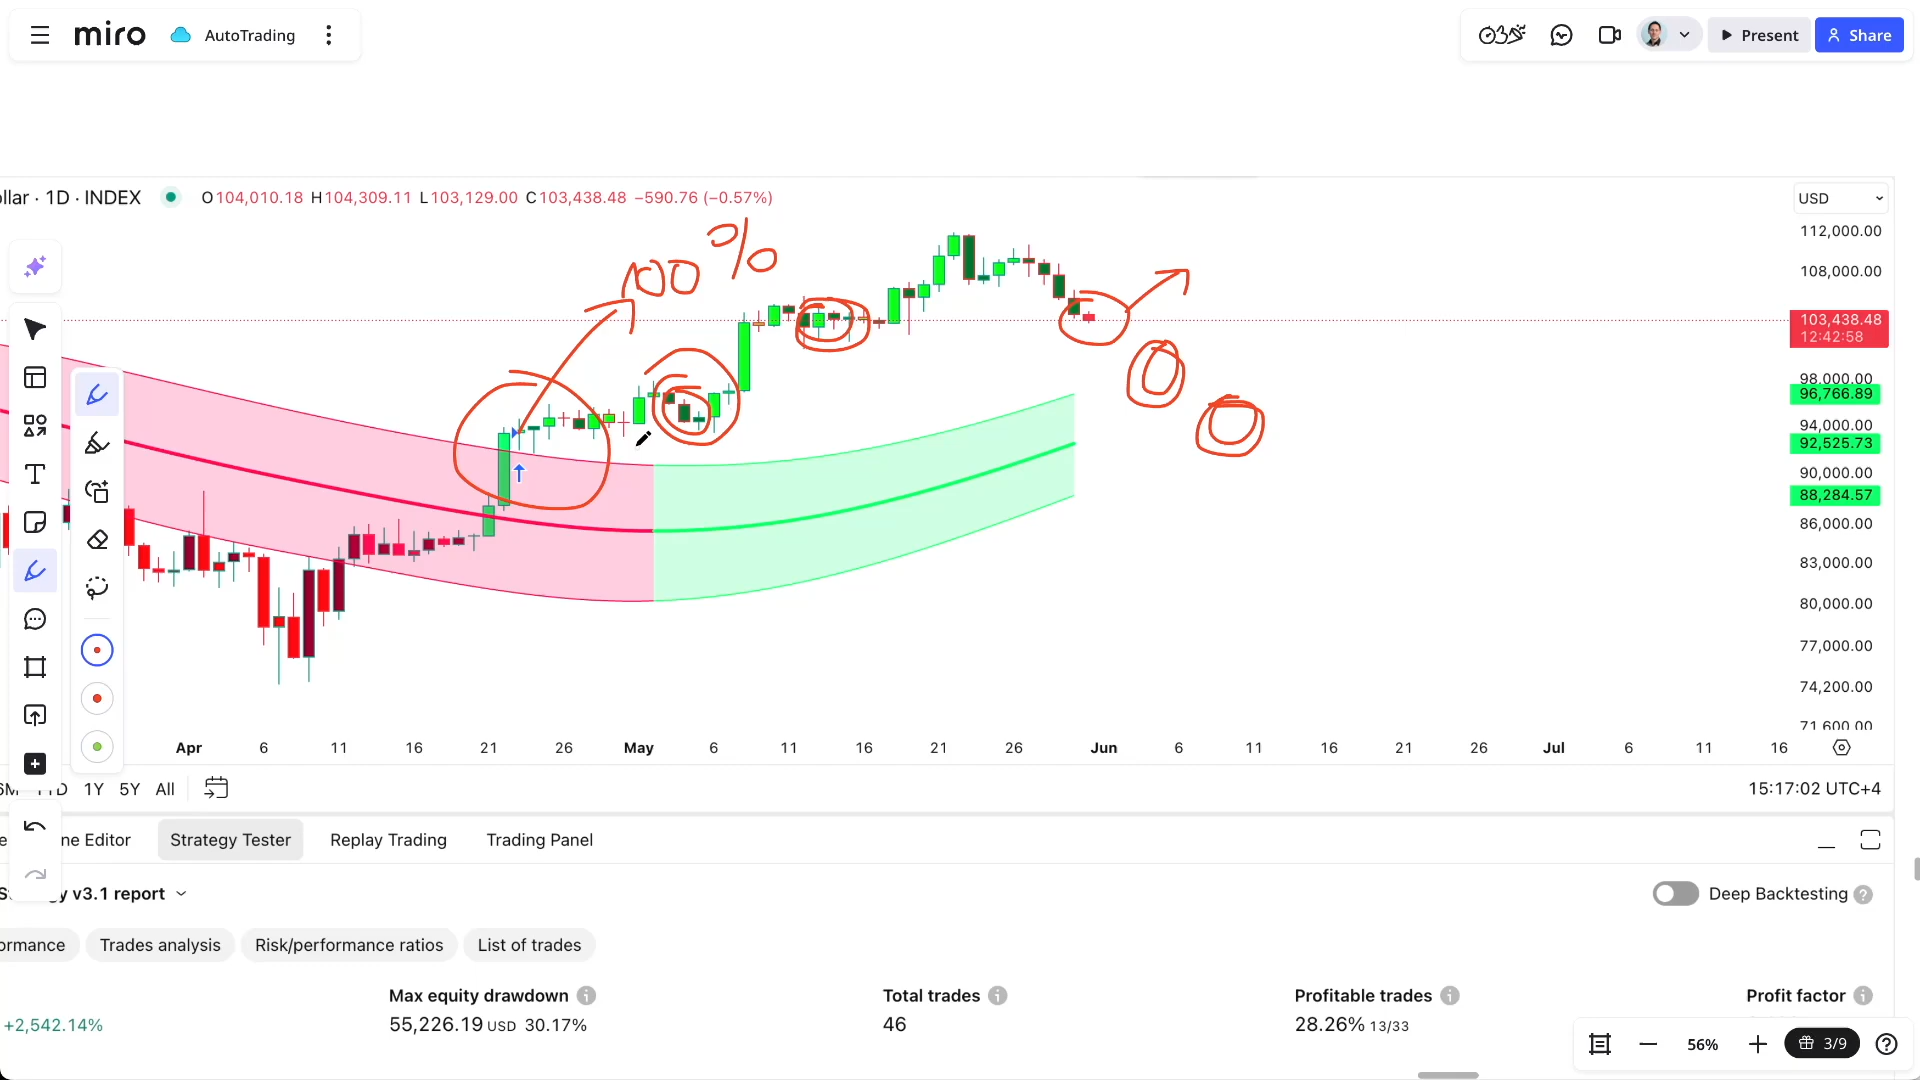 miro AutoTrading Present Share
llar · 1D · INDEX O104,010.18 H104,309.11 L103,129.00 C103,438.48 −590.76 (−0.57%) USD
100 %
112,000.00
108,000.00
103,438.48
12:42:58
98,000.00
96,766.89
94,000.00
92,525.73
90,000.00
88,284.57
86,000.00
83,000.00
80,000.00
77,000.00
74,200.00
71,600.00
Apr 6 11 16 21 26 May 6 11 16 21 26 Jun 6 11 16 21 26 Jul 6 11 16
1Y 5Y All 15:17:02 UTC+4
ne Editor Strategy Tester Replay Trading Trading Panel
y v3.1 report Deep Backtesting
ormance Trades analysis Risk/performance ratios List of trades
Max equity drawdown Total trades Profitable trades Profit factor
+2,542.14% 55,226.19 USD 30.17% 46 28.26% 13/33
56% 3/9